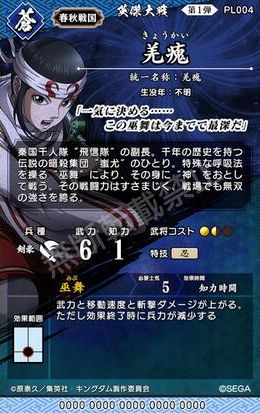 蒼 春秋戦国 英傑大戦 第1弾 PL004
きょうかい
羌瘣
統一名称：羌瘣
生没年：不明
「一気に決める……
……この巫舞は今までで最深だ」
秦国千人隊“飛信隊”の副長。千年の歴史を持つ
伝説の暗殺集団“蚩尤”のひとり。特殊な呼吸法
を操る“巫舞”により、その身に“神”をおとし
て戦う。その戦闘力はすさまじく、戦場でも無双
の強さを誇る。
兵種 武力 知力 武将コスト
剣豪 6 1 特技 忍
みぶ 必要士気 効果時間
巫舞 5 知力時間
効果範囲
武力と移動速度と斬撃ダメージが上がる。
ただし効果終了時に兵力が減少する
無断転載禁止
©原泰久／集英社・キングダム製作委員会 ©SEGA
0000-0000-0000-0000-0000